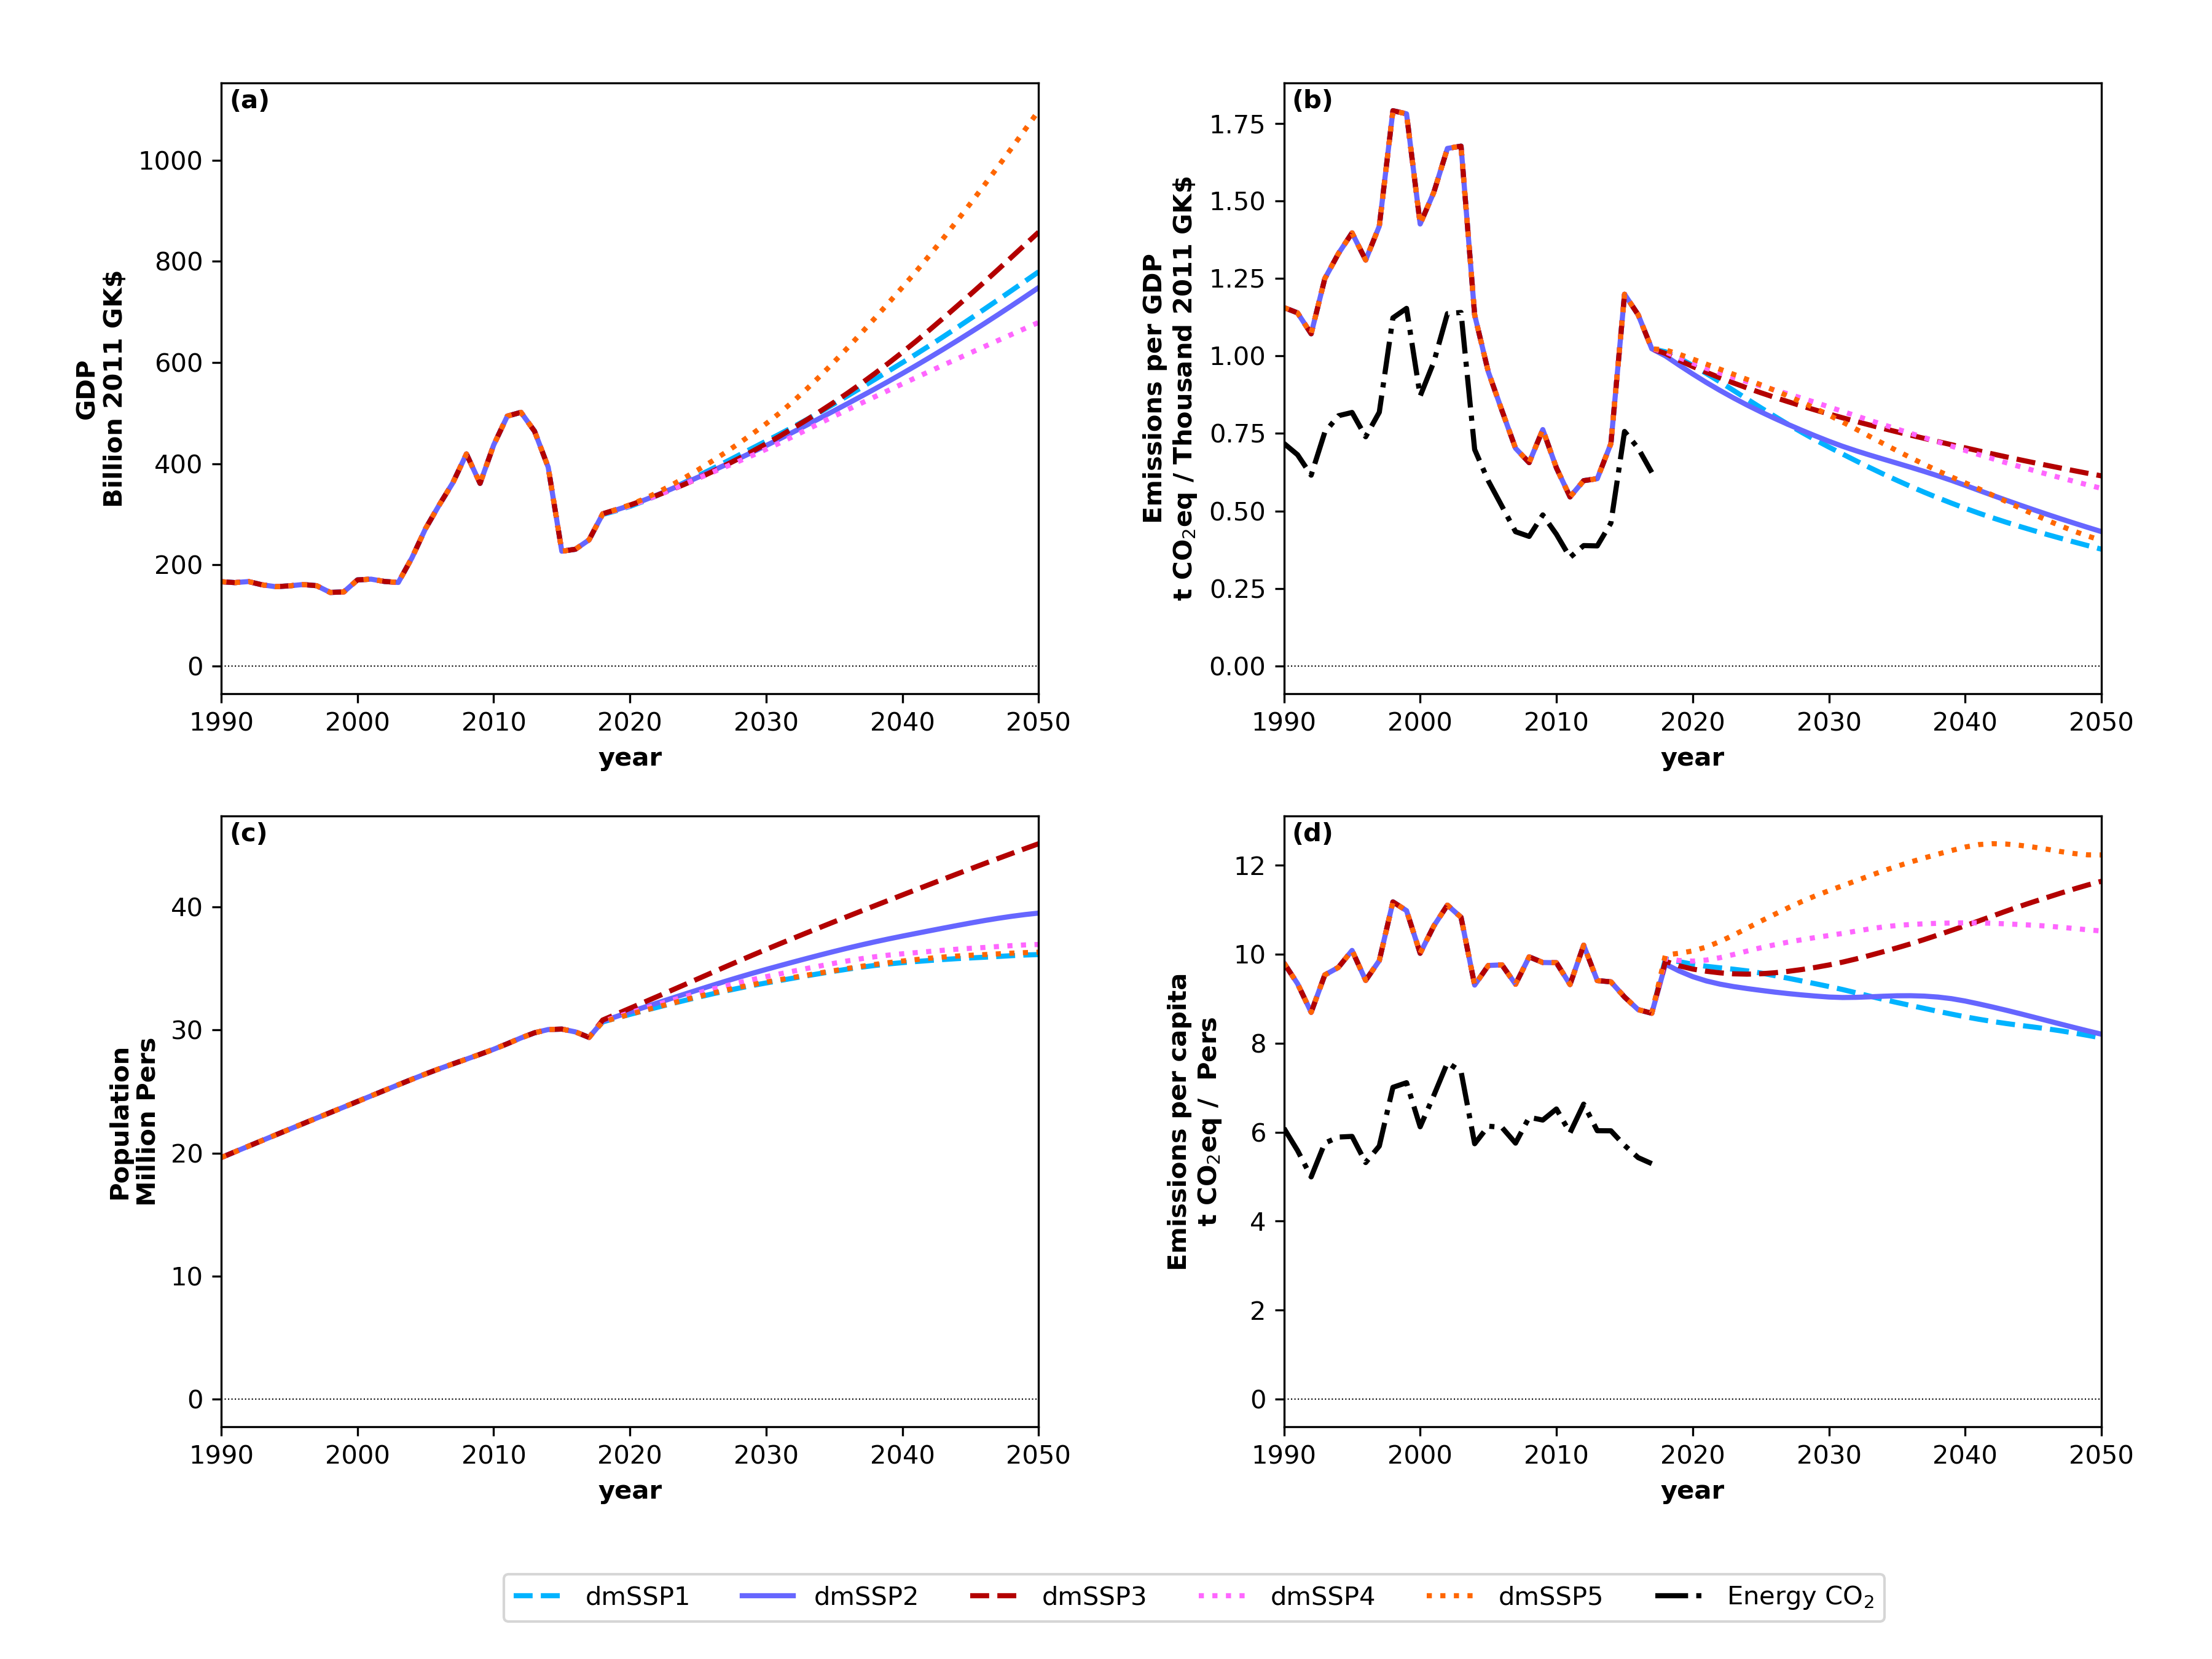 (a)
GDP
Billion 2011 GK$
1000
800
600
400
200
0
1990 2000 2010 2020 2030 2040 2050
year
(b)
Emissions per GDP
t CO₂eq / Thousand 2011 GK$
1.75
1.50
1.25
1.00
0.75
0.50
0.25
0.00
1990 2000 2010 2020 2030 2040 2050
year
(c)
Population
Million Pers
40
30
20
10
0
1990 2000 2010 2020 2030 2040 2050
year
(d)
Emissions per capita
t CO₂eq / Pers
12
10
8
6
4
2
0
1990 2000 2010 2020 2030 2040 2050
year
dmSSP1 dmSSP2 dmSSP3 dmSSP4 dmSSP5 Energy CO₂